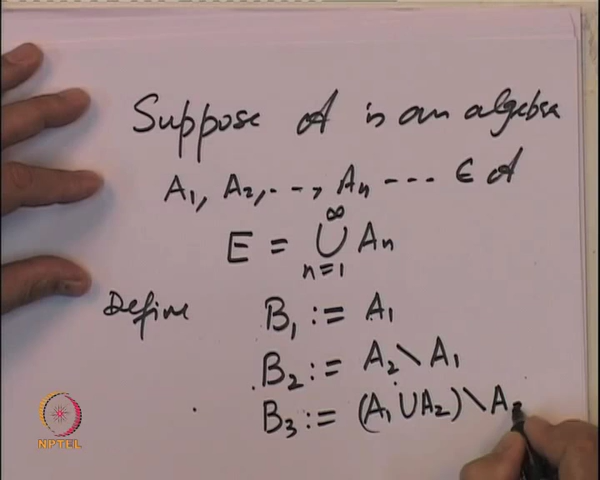 Suppose 𝒜 is an algebra
A₁, A₂, ..., Aₙ ... ∈ 𝒜
E = ⋃_{n=1}^{∞} Aₙ
Define B₁ := A₁
B₂ := A₂ \ A₁
B₃ := (A₁ ∪ A₂) \ A₃
NPTEL